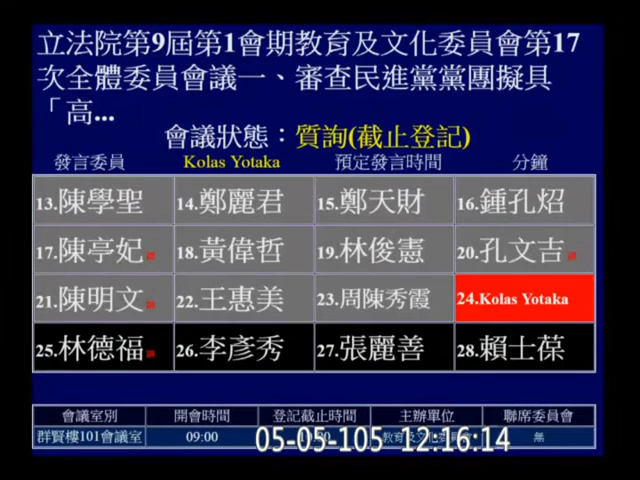 立法院第9屆第1會期教育及文化委員會第17
次全體委員會議一、審查民進黨黨團擬具
「高...
會議狀態：質詢(截止登記)
發言委員 Kolas Yotaka 預定發言時間 分鐘
13.陳學聖 14.鄭麗君 15.鄭天財 16.鍾孔炤
17.陳亭妃 18.黃偉哲 19.林俊憲 20.孔文吉
21.陳明文 22.王惠美 23.周陳秀霞 24.Kolas Yotaka
25.林德福 26.李彥秀 27.張麗善 28.賴士葆
會議室別 開會時間 登記截止時間 主辦單位 聯席委員會
群賢樓101會議室 09:00 教育及文化委員會 無
05-05-105 12:16:14